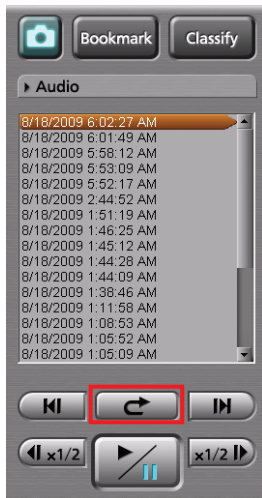 Bookmark Classify
Audio
8/18/2009 6:02:27 AM
8/18/2009 6:01:49 AM
8/18/2009 5:58:12 AM
8/18/2009 5:53:09 AM
8/18/2009 5:52:17 AM
8/18/2009 2:44:52 AM
8/18/2009 1:51:19 AM
8/18/2009 1:46:25 AM
8/18/2009 1:45:12 AM
8/18/2009 1:44:28 AM
8/18/2009 1:44:09 AM
8/18/2009 1:38:46 AM
8/18/2009 1:11:58 AM
8/18/2009 1:08:53 AM
8/18/2009 1:05:52 AM
8/18/2009 1:05:09 AM
x1/2 x1/2